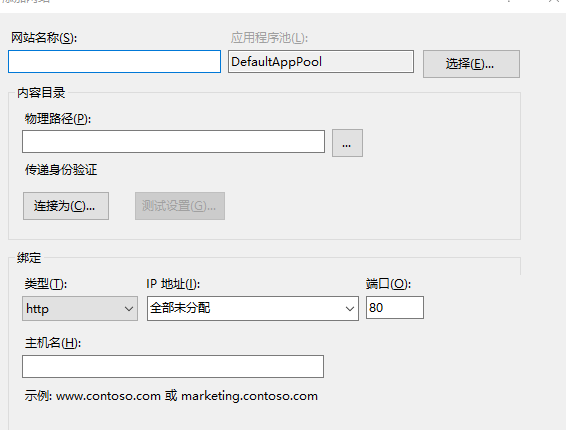 网站名称(S):
应用程序池(L):
DefaultAppPool
选择(E)...
内容目录
物理路径(P):
...
传递身份验证
连接为(C)...
测试设置(G)...
绑定
类型(T):
IP 地址(I):
端口(O):
http
全部未分配
80
主机名(H):
示例: www.contoso.com 或 marketing.contoso.com